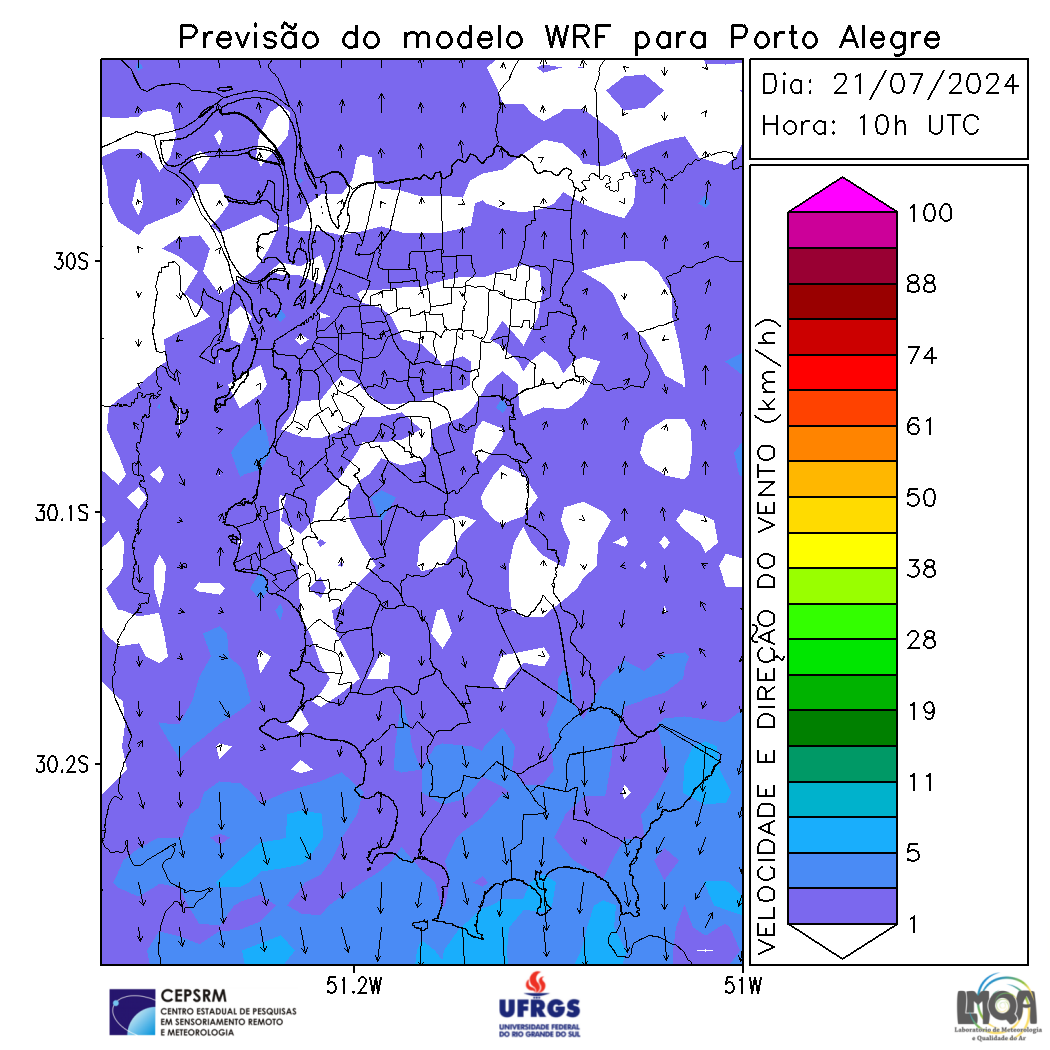 Previsão do modelo WRF para Porto Alegre
Dia: 21/07/2024
Hora: 10h UTC
30S
30.1S
30.2S
51.2W
51W
VELOCIDADE E DIREÇÃO DO VENTO (km/h)
100
88
74
61
50
38
28
19
11
5
1
CEPSRM
CENTRO ESTADUAL DE PESQUISAS
EM SENSORIAMENTO REMOTO
E METEOROLOGIA
UFRGS
UNIVERSIDADE FEDERAL
DO RIO GRANDE DO SUL
LMQA
Laboratório de Meteorologia
e Qualidade do Ar